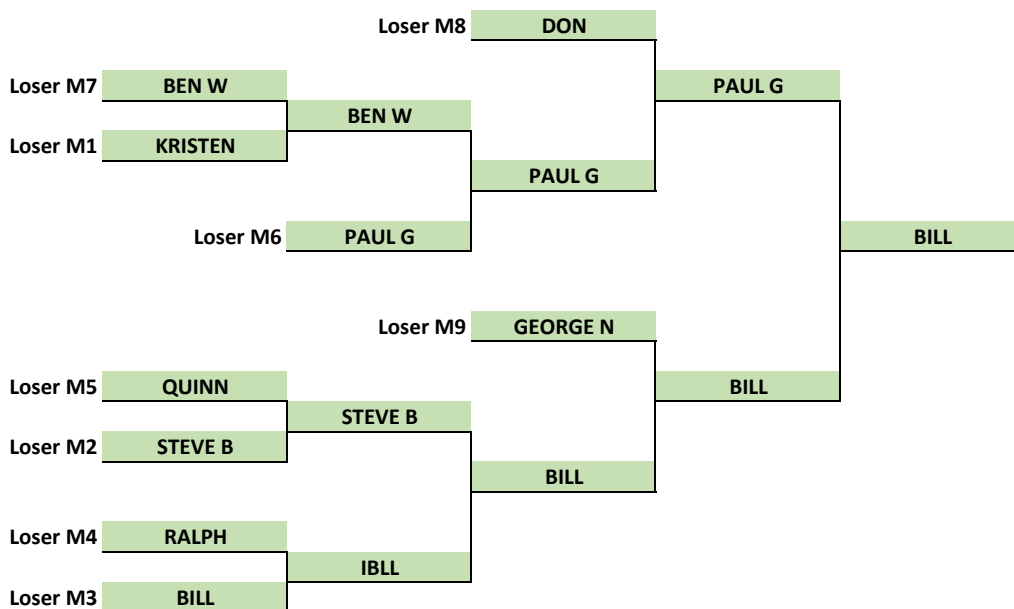 Loser M8 DON
Loser M7 BEN W PAUL G
BEN W
Loser M1 KRISTEN
PAUL G
Loser M6 PAUL G BILL
Loser M9 GEORGE N
Loser M5 QUINN BILL
STEVE B
Loser M2 STEVE B
BILL
Loser M4 RALPH
IBLL
Loser M3 BILL